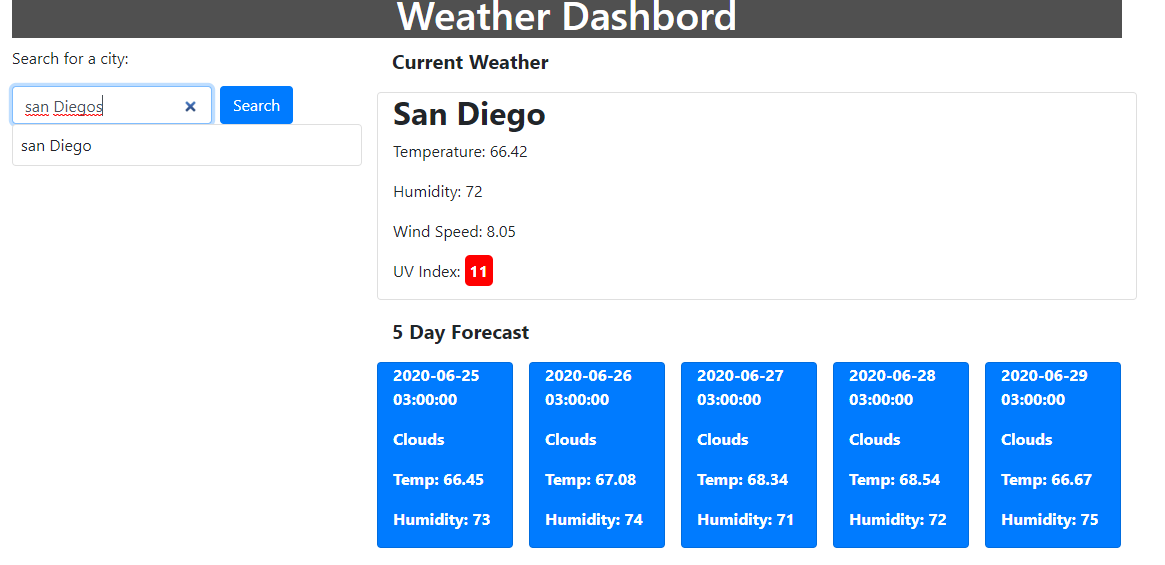 Weather Dashbord
Search for a city:
san Diegos
Search
san Diego
Current Weather
San Diego
Temperature: 66.42
Humidity: 72
Wind Speed: 8.05
UV Index: 11
5 Day Forecast
2020-06-25
03:00:00
Clouds
Temp: 66.45
Humidity: 73
2020-06-26
03:00:00
Clouds
Temp: 67.08
Humidity: 74
2020-06-27
03:00:00
Clouds
Temp: 68.34
Humidity: 71
2020-06-28
03:00:00
Clouds
Temp: 68.54
Humidity: 72
2020-06-29
03:00:00
Clouds
Temp: 66.67
Humidity: 75